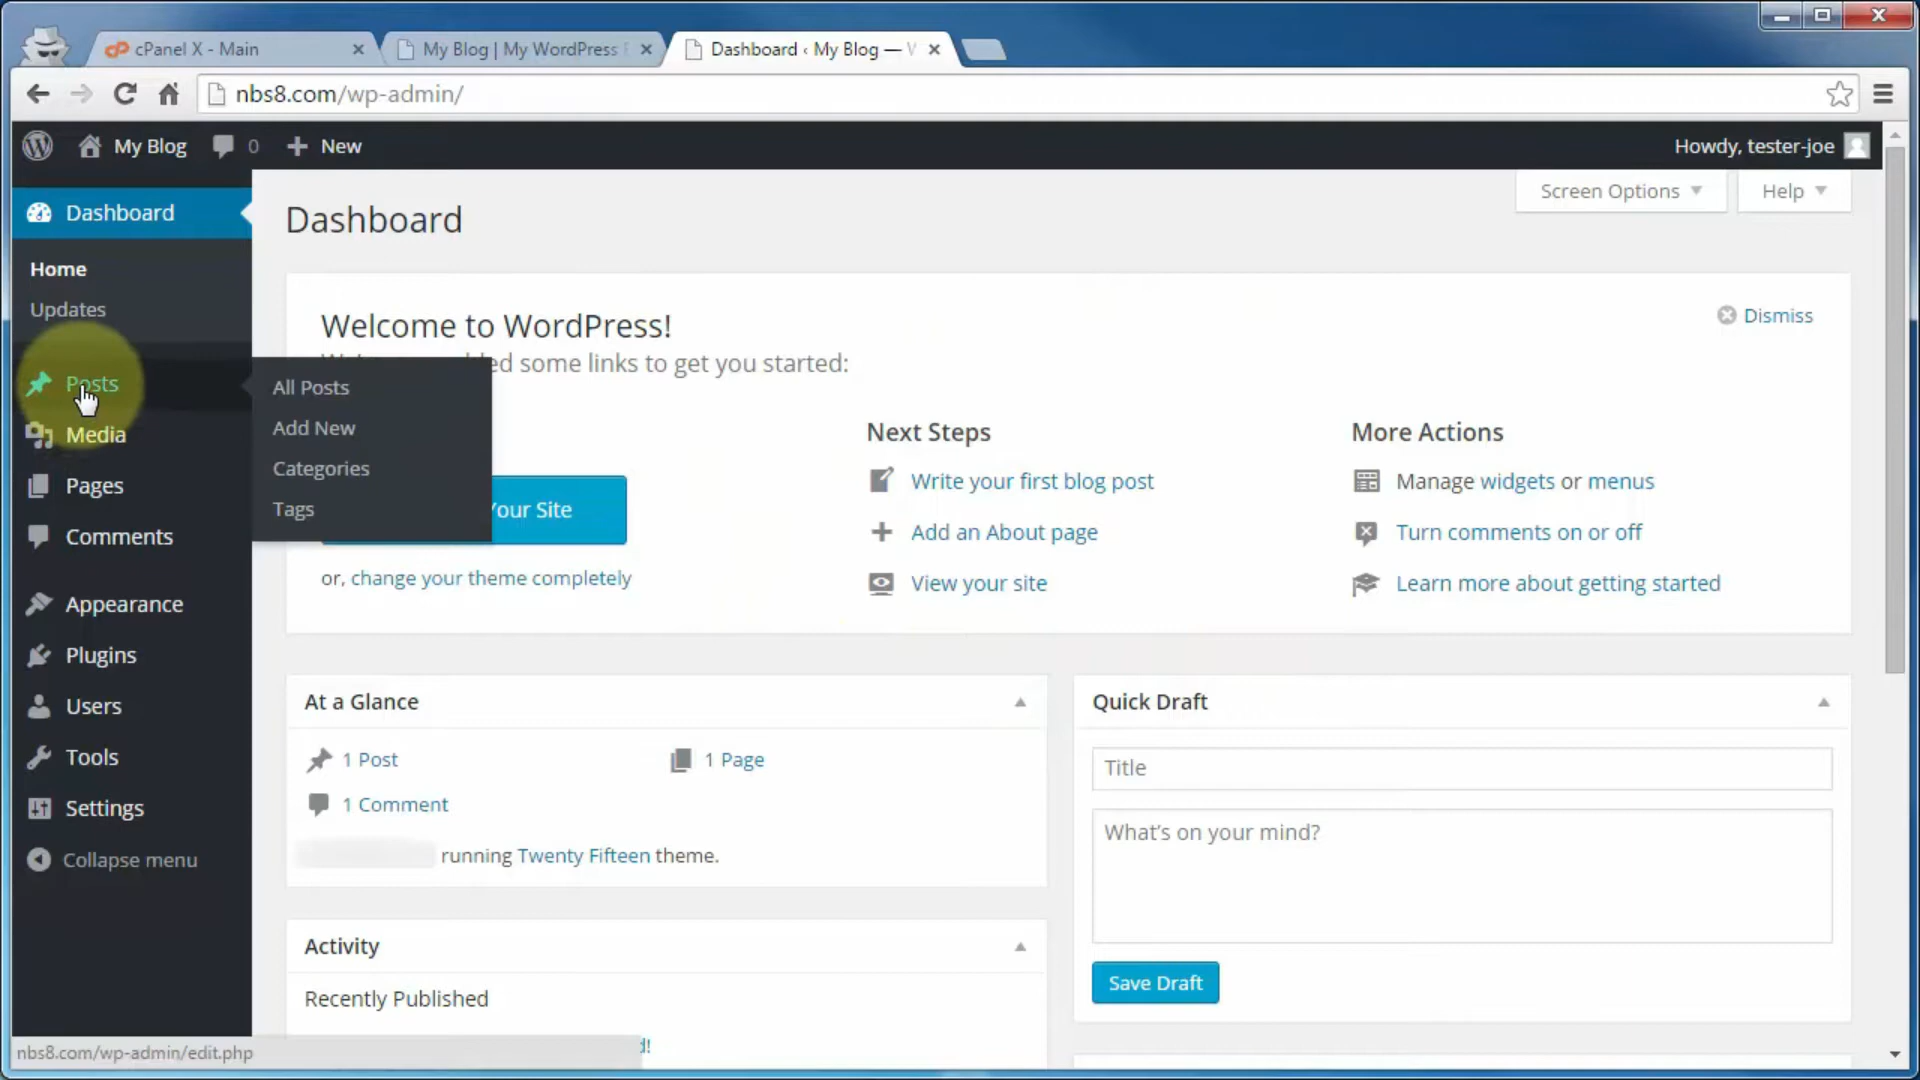 cPanel X - Main
My Blog | My WordPress
Dashboard ‹ My Blog —
nbs8.com/wp-admin/
My Blog
0
New
Howdy, tester-joe
Dashboard
Home
Updates
Posts
Media
Pages
Comments
Appearance
Plugins
Users
Tools
Settings
Collapse menu
All Posts
Add New
Categories
Tags
Dashboard
Screen Options
Help
Welcome to WordPress!
some links to get you started:
Dismiss
Your Site
or, change your theme completely
Next Steps
Write your first blog post
Add an About page
View your site
More Actions
Manage widgets or menus
Turn comments on or off
Learn more about getting started
At a Glance
1 Post
1 Page
1 Comment
running Twenty Fifteen theme.
Activity
Recently Published
Quick Draft
Title
What's on your mind?
Save Draft
nbs8.com/wp-admin/edit.php